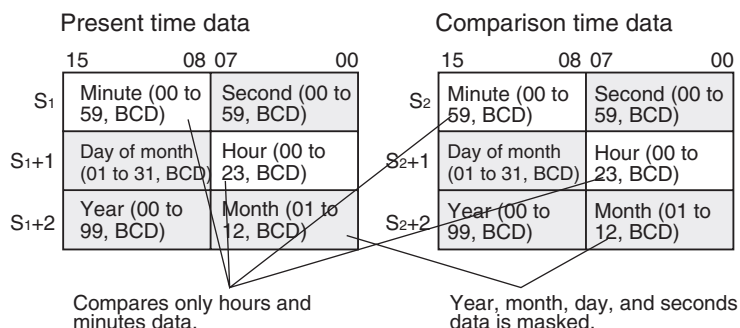 Present time data
Comparison time data
15 08 07 00
15 08 07 00
S1
Minute (00 to
59, BCD)
Second (00 to
59, BCD)
S2
Minute (00 to
59, BCD)
Second (00 to
59, BCD)
S1+1
Day of month
(01 to 31, BCD)
Hour (00 to
23, BCD)
S2+1
Day of month
(01 to 31, BCD)
Hour (00 to
23, BCD)
S1+2
Year (00 to
99, BCD)
Month (01 to
12, BCD)
S2+2
Year (00 to
99, BCD)
Month (01 to
12, BCD)
Compares only hours and
minutes data.
Year, month, day, and seconds
data is masked.